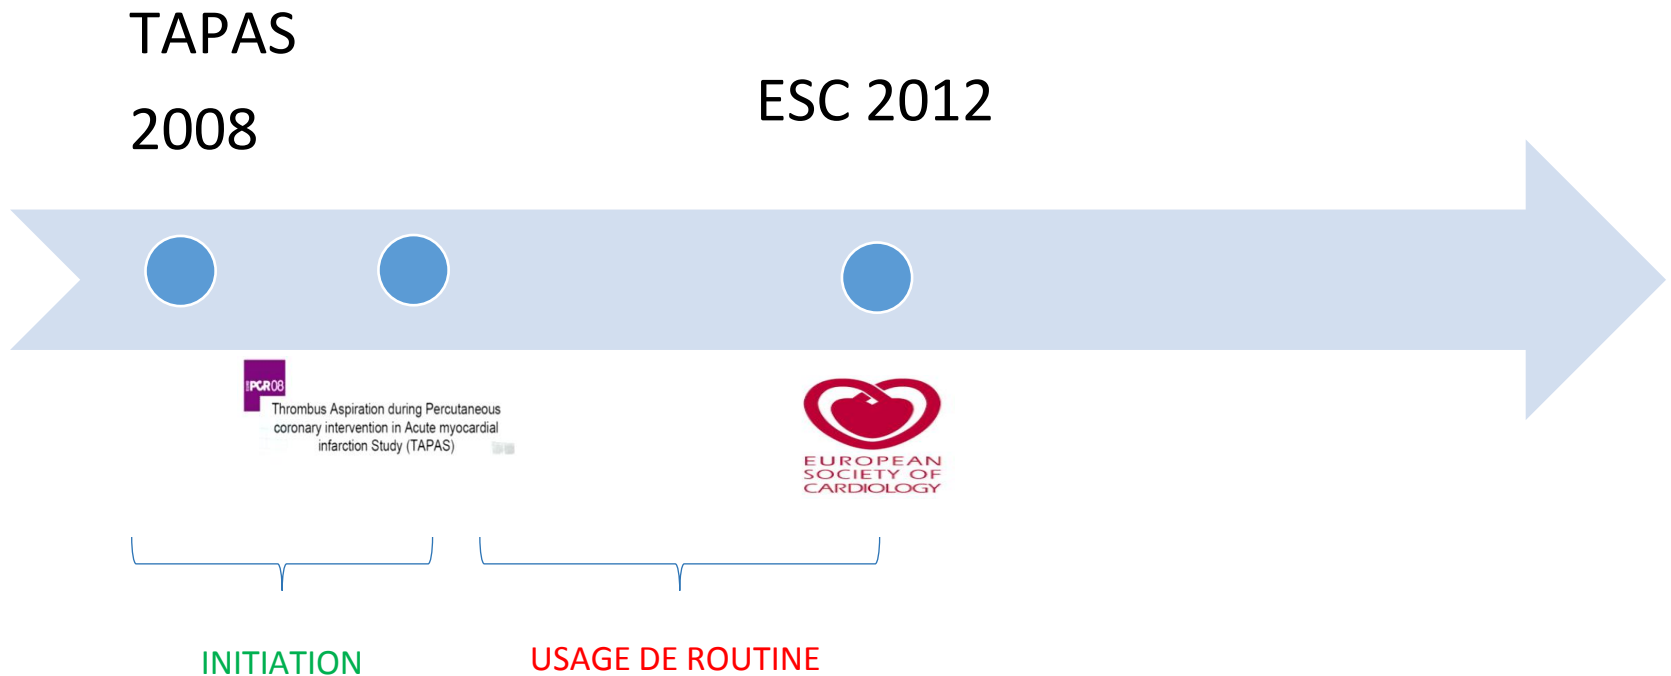 TAPAS
2008
ESC 2012
PCR08
Thrombus Aspiration during Percutaneous
coronary intervention in Acute myocardial
infarction Study (TAPAS)
EUROPEAN
SOCIETY OF
CARDIOLOGY
INITIATION
USAGE DE ROUTINE